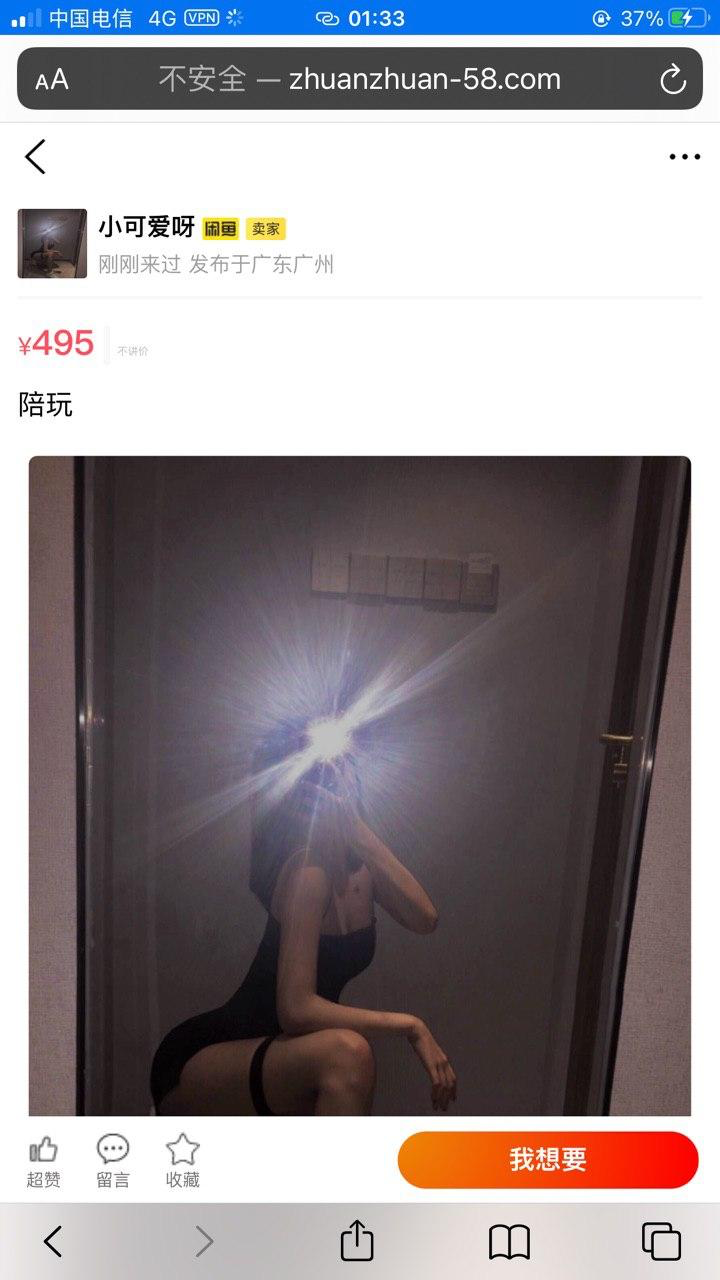 中国电信 4G VPN 01:33 37%
AA 不安全 — zhuanzhuan-58.com
小可爱呀 闲鱼 卖家
刚刚来过 发布于广东广州
¥495 不讲价
陪玩
超赞 留言 收藏 我想要